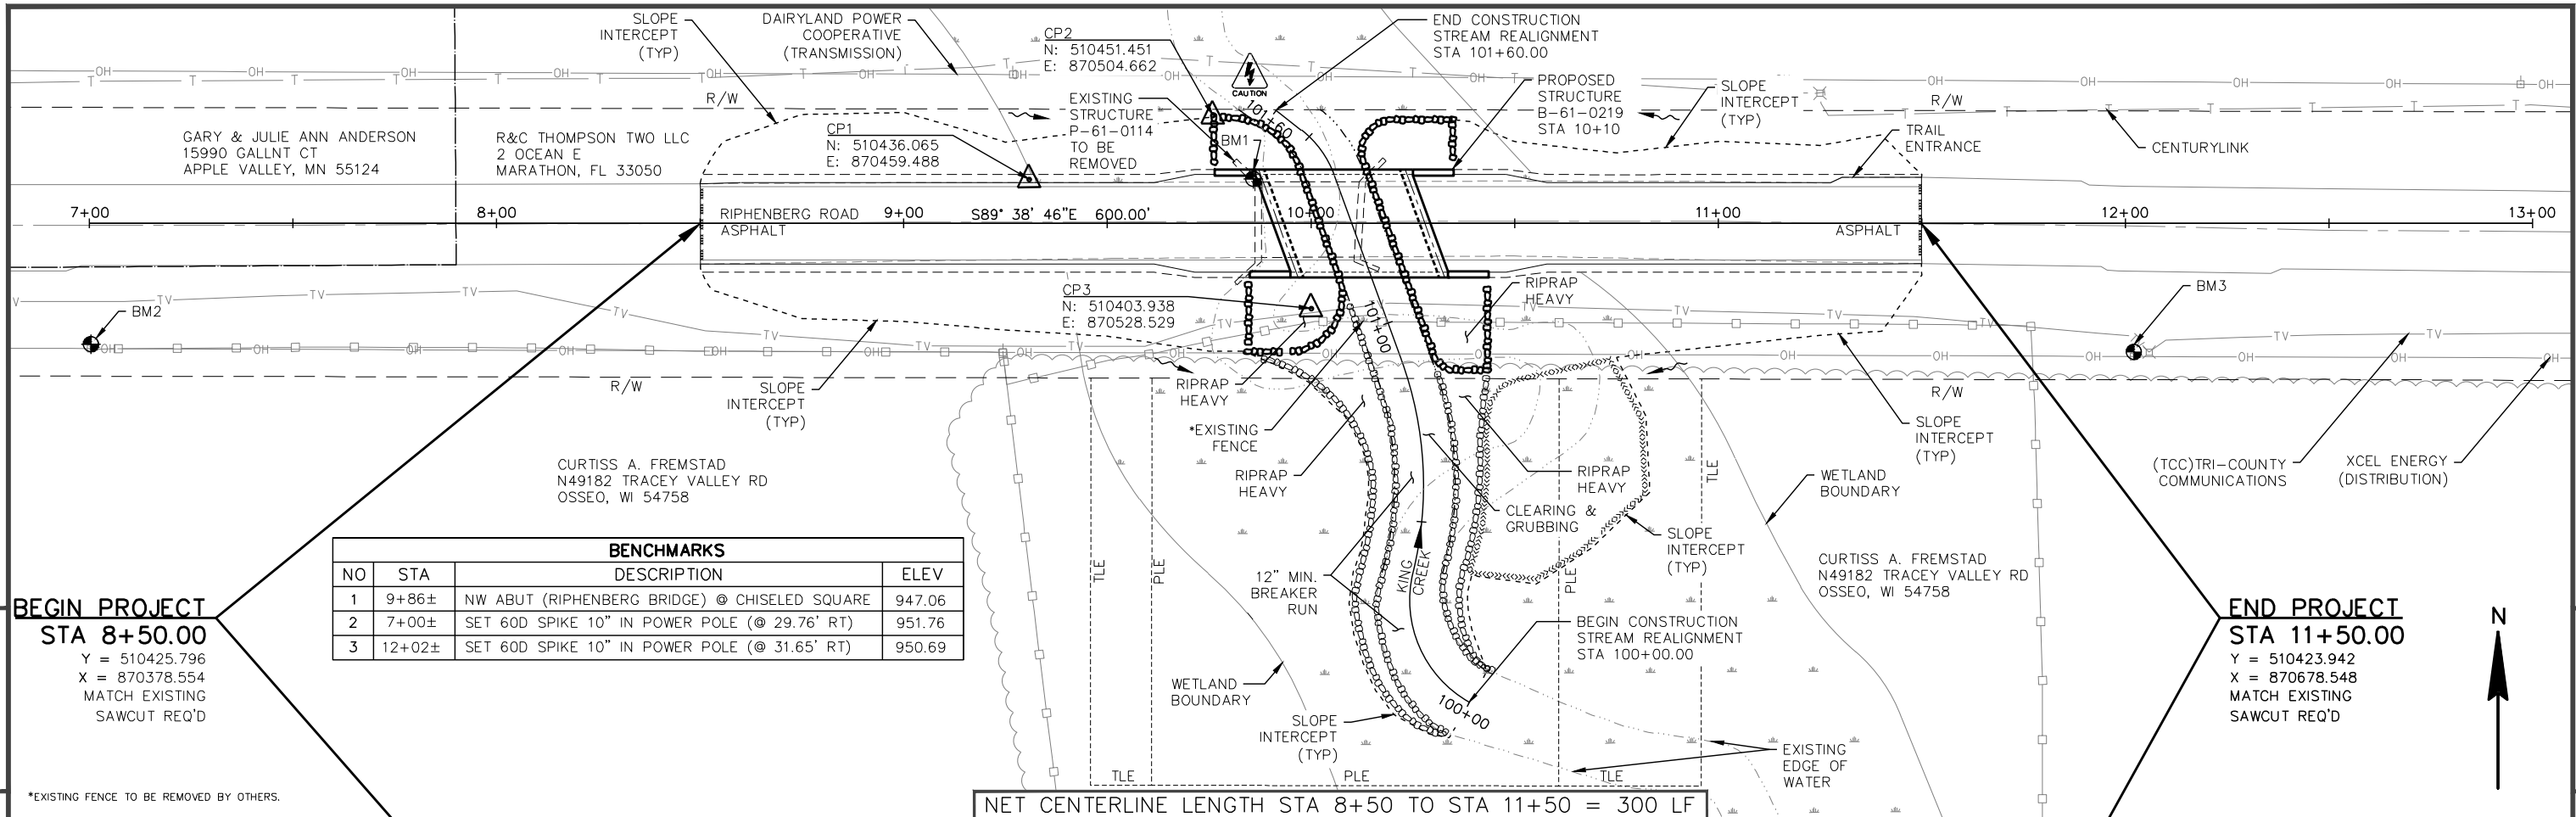 SLOPE
INTERCEPT
(TYP)
DAIRYLAND POWER
COOPERATIVE
(TRANSMISSION)
CP2
N: 510451.451
E: 870504.662
CAUTION
END CONSTRUCTION
STREAM REALIGNMENT
STA 101+60.00
PROPOSED
STRUCTURE
B-61-0219
STA 10+10
SLOPE
INTERCEPT
(TYP)
R/W
R/W
EXISTING
STRUCTURE
P-61-0114
TO BE
REMOVED
101+60
BM1
GARY & JULIE ANN ANDERSON
15990 GALLNT CT
APPLE VALLEY, MN 55124
R&C THOMPSON TWO LLC
2 OCEAN E
MARATHON, FL 33050
CP1
N: 510436.065
E: 870459.488
TRAIL
ENTRANCE
CENTURYLINK
7+00
8+00
RIPHENBERG ROAD
ASPHALT
9+00
S89° 38' 46"E 600.00'
10+00
11+00
ASPHALT
12+00
13+00
BM2
CP3
N: 510403.938
E: 870528.529
101+00
RIPRAP
HEAVY
BM3
R/W
SLOPE
INTERCEPT
(TYP)
RIPRAP
HEAVY
*EXISTING
FENCE
RIPRAP
HEAVY
RIPRAP
HEAVY
CLEARING &
GRUBBING
TLE
R/W
SLOPE
INTERCEPT
(TYP)
WETLAND
BOUNDARY
(TCC)TRI-COUNTY
COMMUNICATIONS
XCEL ENERGY
(DISTRIBUTION)
CURTISS A. FREMSTAD
N49182 TRACEY VALLEY RD
OSSEO, WI 54758
SLOPE
INTERCEPT
(TYP)
CURTISS A. FREMSTAD
N49182 TRACEY VALLEY RD
OSSEO, WI 54758
BENCHMARKS
NO STA DESCRIPTION ELEV
1 9+86± NW ABUT (RIPHENBERG BRIDGE) @ CHISELED SQUARE 947.06
2 7+00± SET 60D SPIKE 10" IN POWER POLE (@ 29.76' RT) 951.76
3 12+02± SET 60D SPIKE 10" IN POWER POLE (@ 31.65' RT) 950.69
TLE
PLE
12" MIN.
BREAKER
RUN
KING
CREEK
PLE
BEGIN CONSTRUCTION
STREAM REALIGNMENT
STA 100+00.00
BEGIN PROJECT
STA 8+50.00
Y = 510425.796
X = 870378.554
MATCH EXISTING
SAWCUT REQ'D
END PROJECT
STA 11+50.00
Y = 510423.942
X = 870678.548
MATCH EXISTING
SAWCUT REQ'D
N
WETLAND
BOUNDARY
100+00
SLOPE
INTERCEPT
(TYP)
EXISTING
EDGE OF
WATER
TLE
PLE
TLE
*EXISTING FENCE TO BE REMOVED BY OTHERS.
NET CENTERLINE LENGTH STA 8+50 TO STA 11+50 = 300 LF